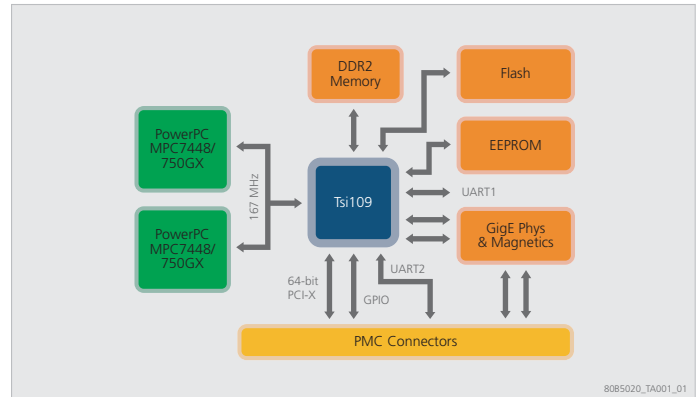 DDR2
Memory
Flash
PowerPC
MPC7448/
750GX
EEPROM
167 MHz
Tsi109
UART1
PowerPC
MPC7448/
750GX
GigE Phys
& Magnetics
64-bit
PCI-X
GPIO
UART2
PMC Connectors
80B5020_TA001_01